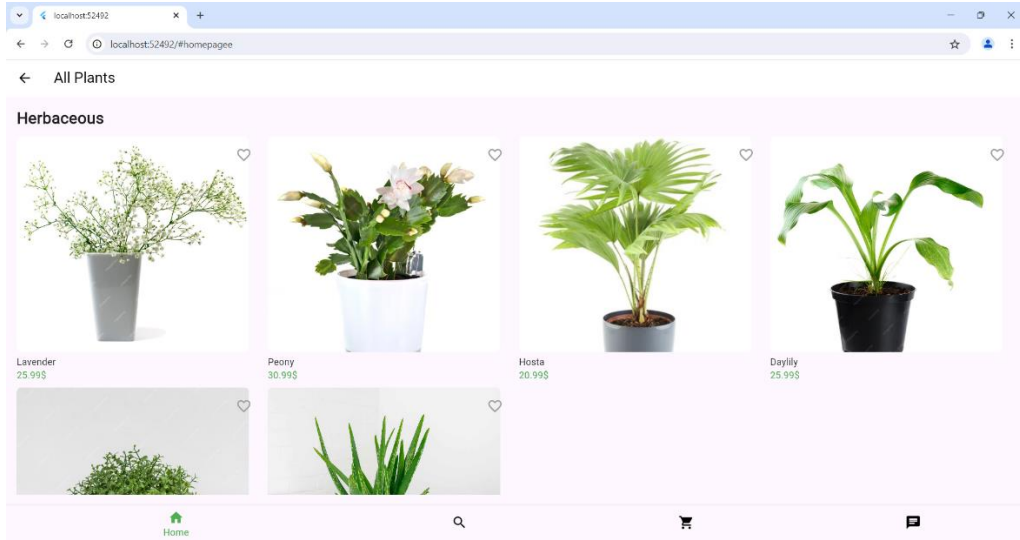 localhost:52492
localhost:52492/#homepagee
All Plants
Herbaceous
Lavender
25.99$
Peony
30.99$
Hosta
20.99$
Daylily
25.99$
Home